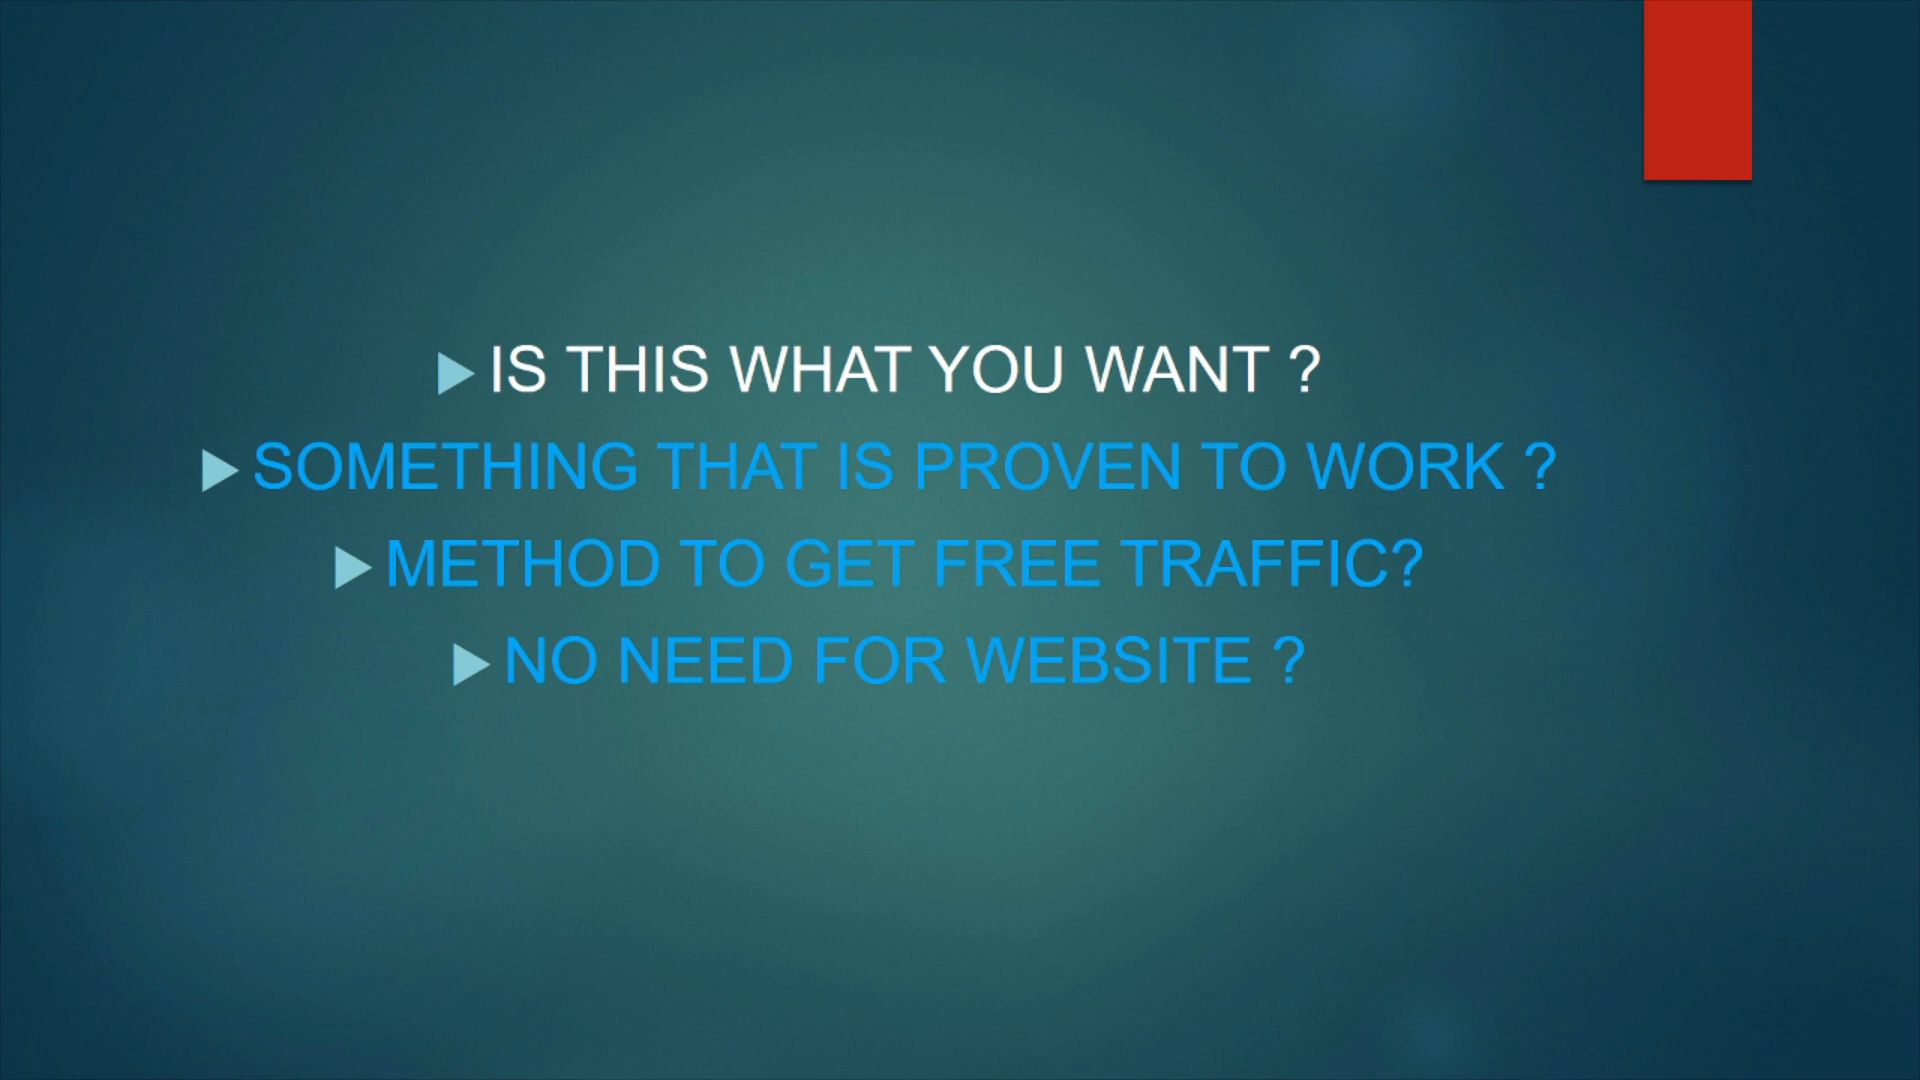 IS THIS WHAT YOU WANT ?
SOMETHING THAT IS PROVEN TO WORK ?
METHOD TO GET FREE TRAFFIC?
NO NEED FOR WEBSITE ?